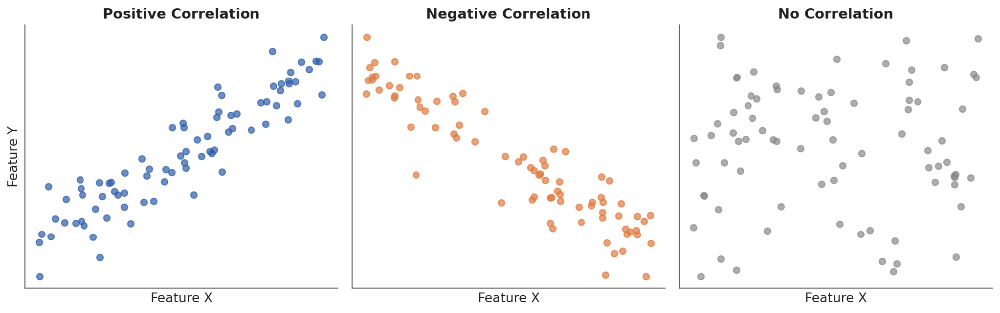 Positive Correlation
Negative Correlation
No Correlation
Feature Y
Feature X
Feature X
Feature X